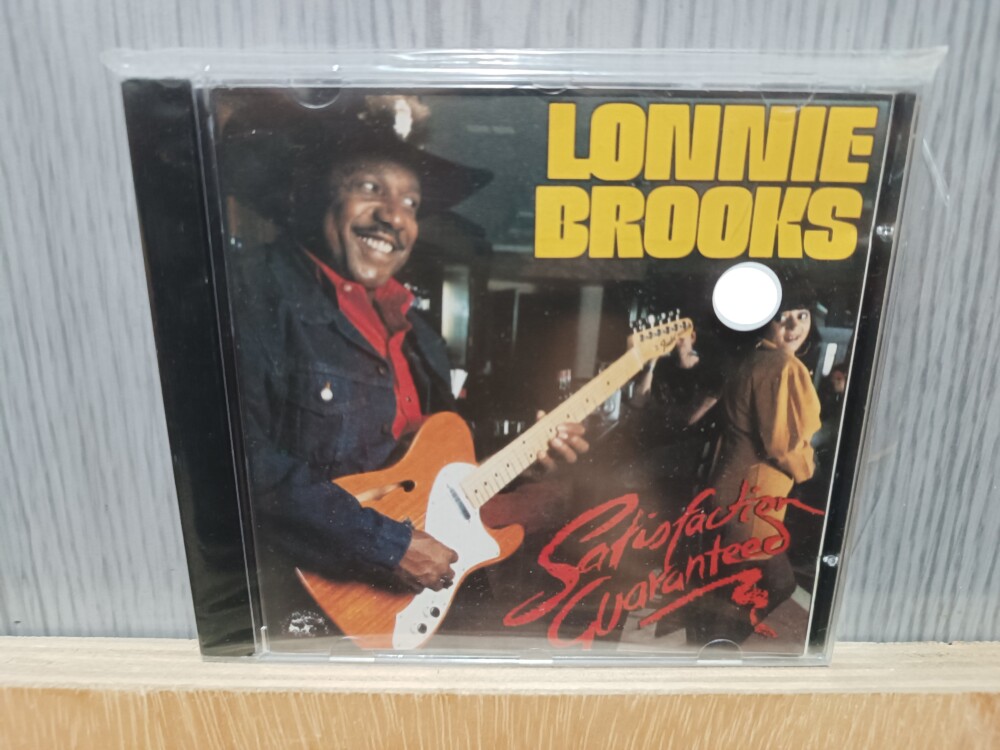 LONNIE
BROOKS
Satisfaction
Guaranteed